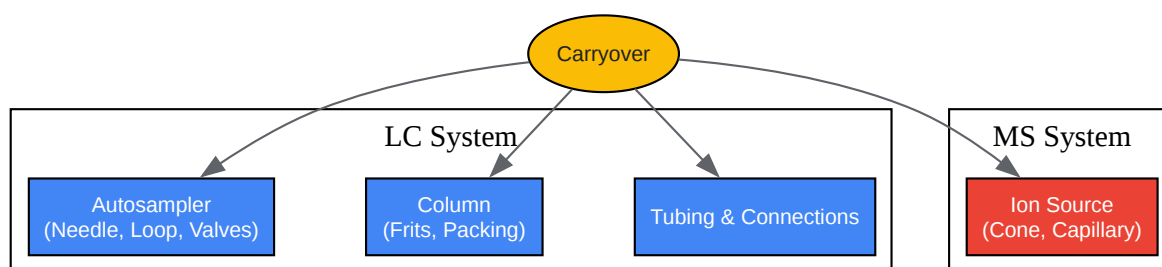 Carryover
LC System
MS System
Autosampler
(Needle, Loop, Valves)
Column
(Frits, Packing)
Tubing & Connections
Ion Source
(Cone, Capillary)